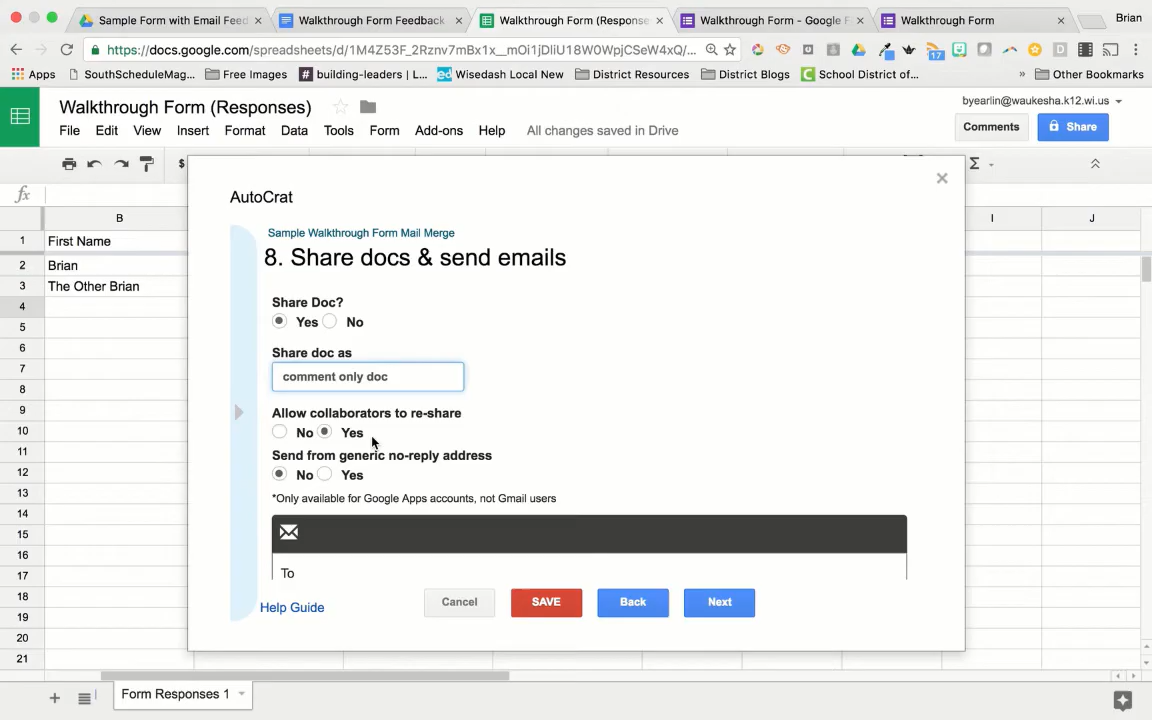 Sample Form with Email Feed
Walkthrough Form Feedback
Walkthrough Form (Response
Walkthrough Form - Google F
Walkthrough Form
Brian
https://docs.google.com/spreadsheets/d/1M4Z53F_2Rznv7mBx1x__mOi1jDliU18W0WpjCSeW4xQ/...
17
Apps
SouthScheduleMag...
Free Images
building-leaders | L...
Wisedash Local New
District Resources
District Blogs
School District of...
»
Other Bookmarks
Walkthrough Form (Responses)
byearlin@waukesha.k12.wi.us
File Edit View Insert Format Data Tools Form Add-ons Help All changes saved in Drive
Comments
Share
$
Σ
fx
B
I
J
1 First Name
2 Brian
3 The Other Brian
4
5
6
7
8
9
10
11
12
13
14
15
16
17
18
19
20
21
AutoCrat
×
Sample Walkthrough Form Mail Merge
8. Share docs & send emails
Share Doc?
Yes No
Share doc as
comment only doc
Allow collaborators to re-share
No Yes
Send from generic no-reply address
No Yes
*Only available for Google Apps accounts, not Gmail users
To
Help Guide
Cancel
SAVE
Back
Next
Form Responses 1